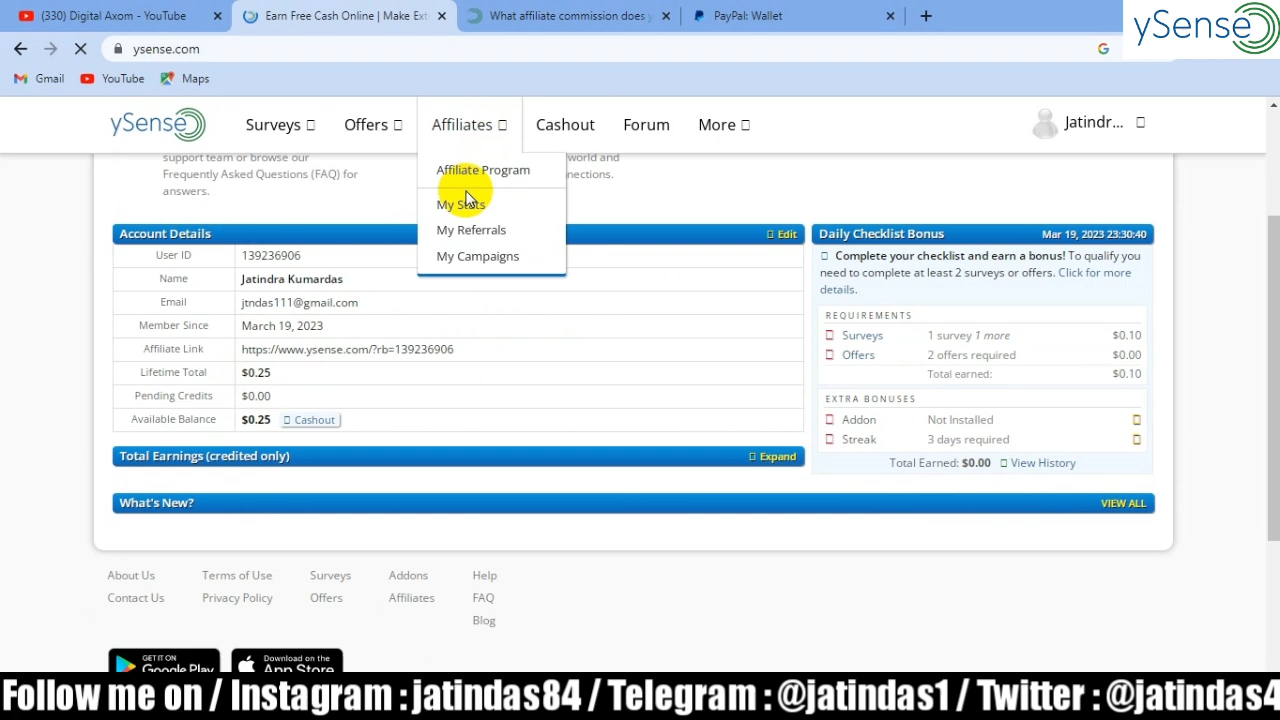 (330) Digital Axom - YouTube
Earn Free Cash Online | Make Ext
What affiliate commission does y
PayPal: Wallet
ySense
ysense.com
Gmail YouTube Maps
ySense
Surveys Offers Affiliates Cashout Forum More Jatindr...
support team or browse our
Frequently Asked Questions (FAQ) for
answers.
world and
nnections.
Affiliate Program
My Stats
My Referrals
My Campaigns
Account Details Edit
User ID 139236906
Name Jatindra Kumardas
Email jtndas111@gmail.com
Member Since March 19, 2023
Affiliate Link https://www.ysense.com/?rb=139236906
Lifetime Total $0.25
Pending Credits $0.00
Available Balance $0.25 Cashout
Total Earnings (credited only) Expand
Daily Checklist Bonus Mar 19, 2023 23:30:40
Complete your checklist and earn a bonus! To qualify you
need to complete at least 2 surveys or offers. Click for more
details.
REQUIREMENTS
Surveys 1 survey 1 more $0.10
Offers 2 offers required $0.00
Total earned: $0.10
EXTRA BONUSES
Addon Not Installed
Streak 3 days required
Total Earned: $0.00 View History
What's New? VIEW ALL
About Us Terms of Use Surveys Addons Help
Contact Us Privacy Policy Offers Affiliates FAQ
Blog
GET IT ON
Google Play
Download on the
App Store
Follow me on / Instagram : jatindas84 / Telegram : @jatindas1 / Twitter : @jatindas4